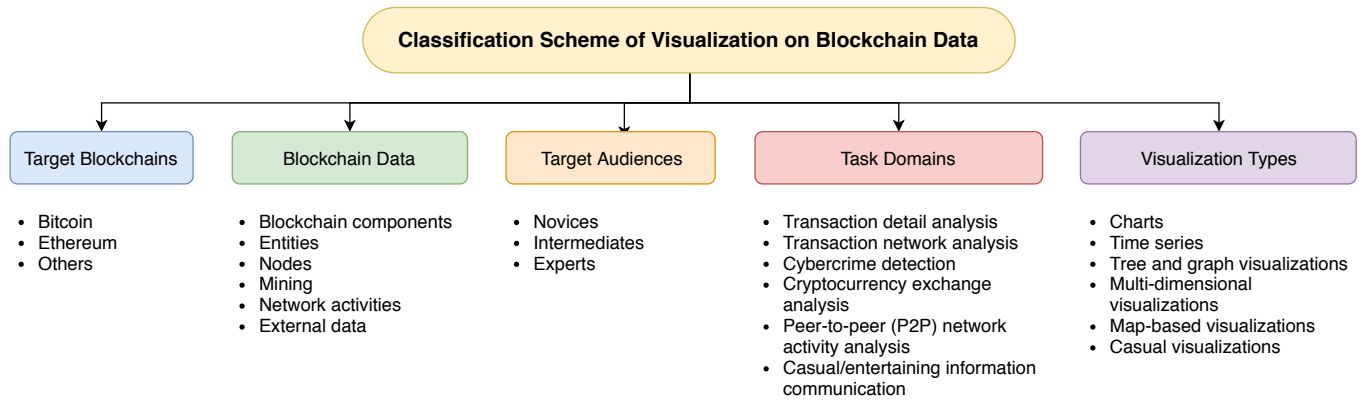 Classification Scheme of Visualization on Blockchain Data
Target Blockchains
• Bitcoin
• Ethereum
• Others
Blockchain Data
• Blockchain components
• Entities
• Nodes
• Mining
• Network activities
• External data
Target Audiences
• Novices
• Intermediates
• Experts
Task Domains
• Transaction detail analysis
• Transaction network analysis
• Cybercrime detection
• Cryptocurrency exchange
analysis
• Peer-to-peer (P2P) network
activity analysis
• Casual/entertaining information
communication
Visualization Types
• Charts
• Time series
• Tree and graph visualizations
• Multi-dimensional
visualizations
• Map-based visualizations
• Casual visualizations